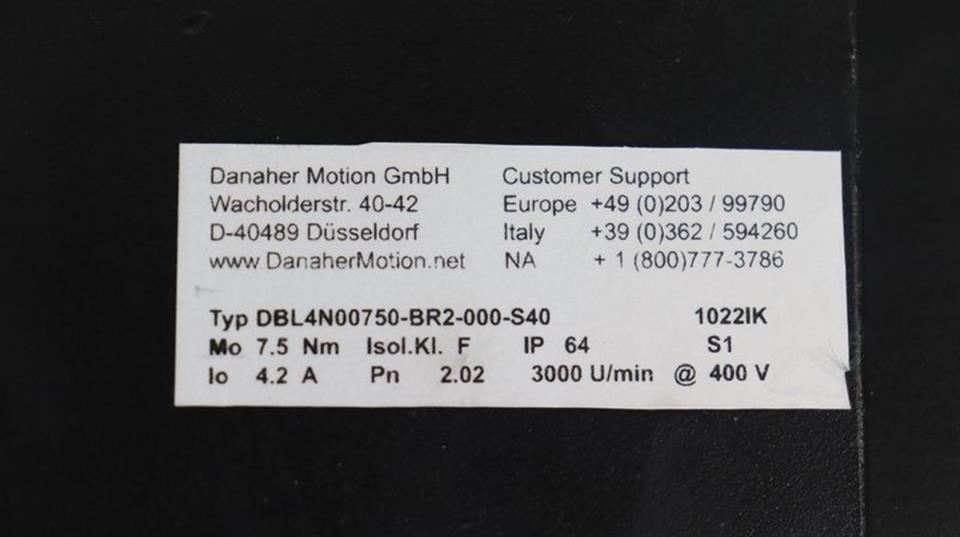 Danaher Motion GmbH Customer Support
Wacholderstr. 40-42 Europe +49 (0)203 / 99790
D-40489 Düsseldorf Italy +39 (0)362 / 594260
www.DanaherMotion.net NA + 1 (800)777-3786
Typ DBL4N00750-BR2-000-S40 1022IK
Mo 7.5 Nm Isol.Kl. F IP 64 S1
Io 4.2 A Pn 2.02 3000 U/min @ 400 V